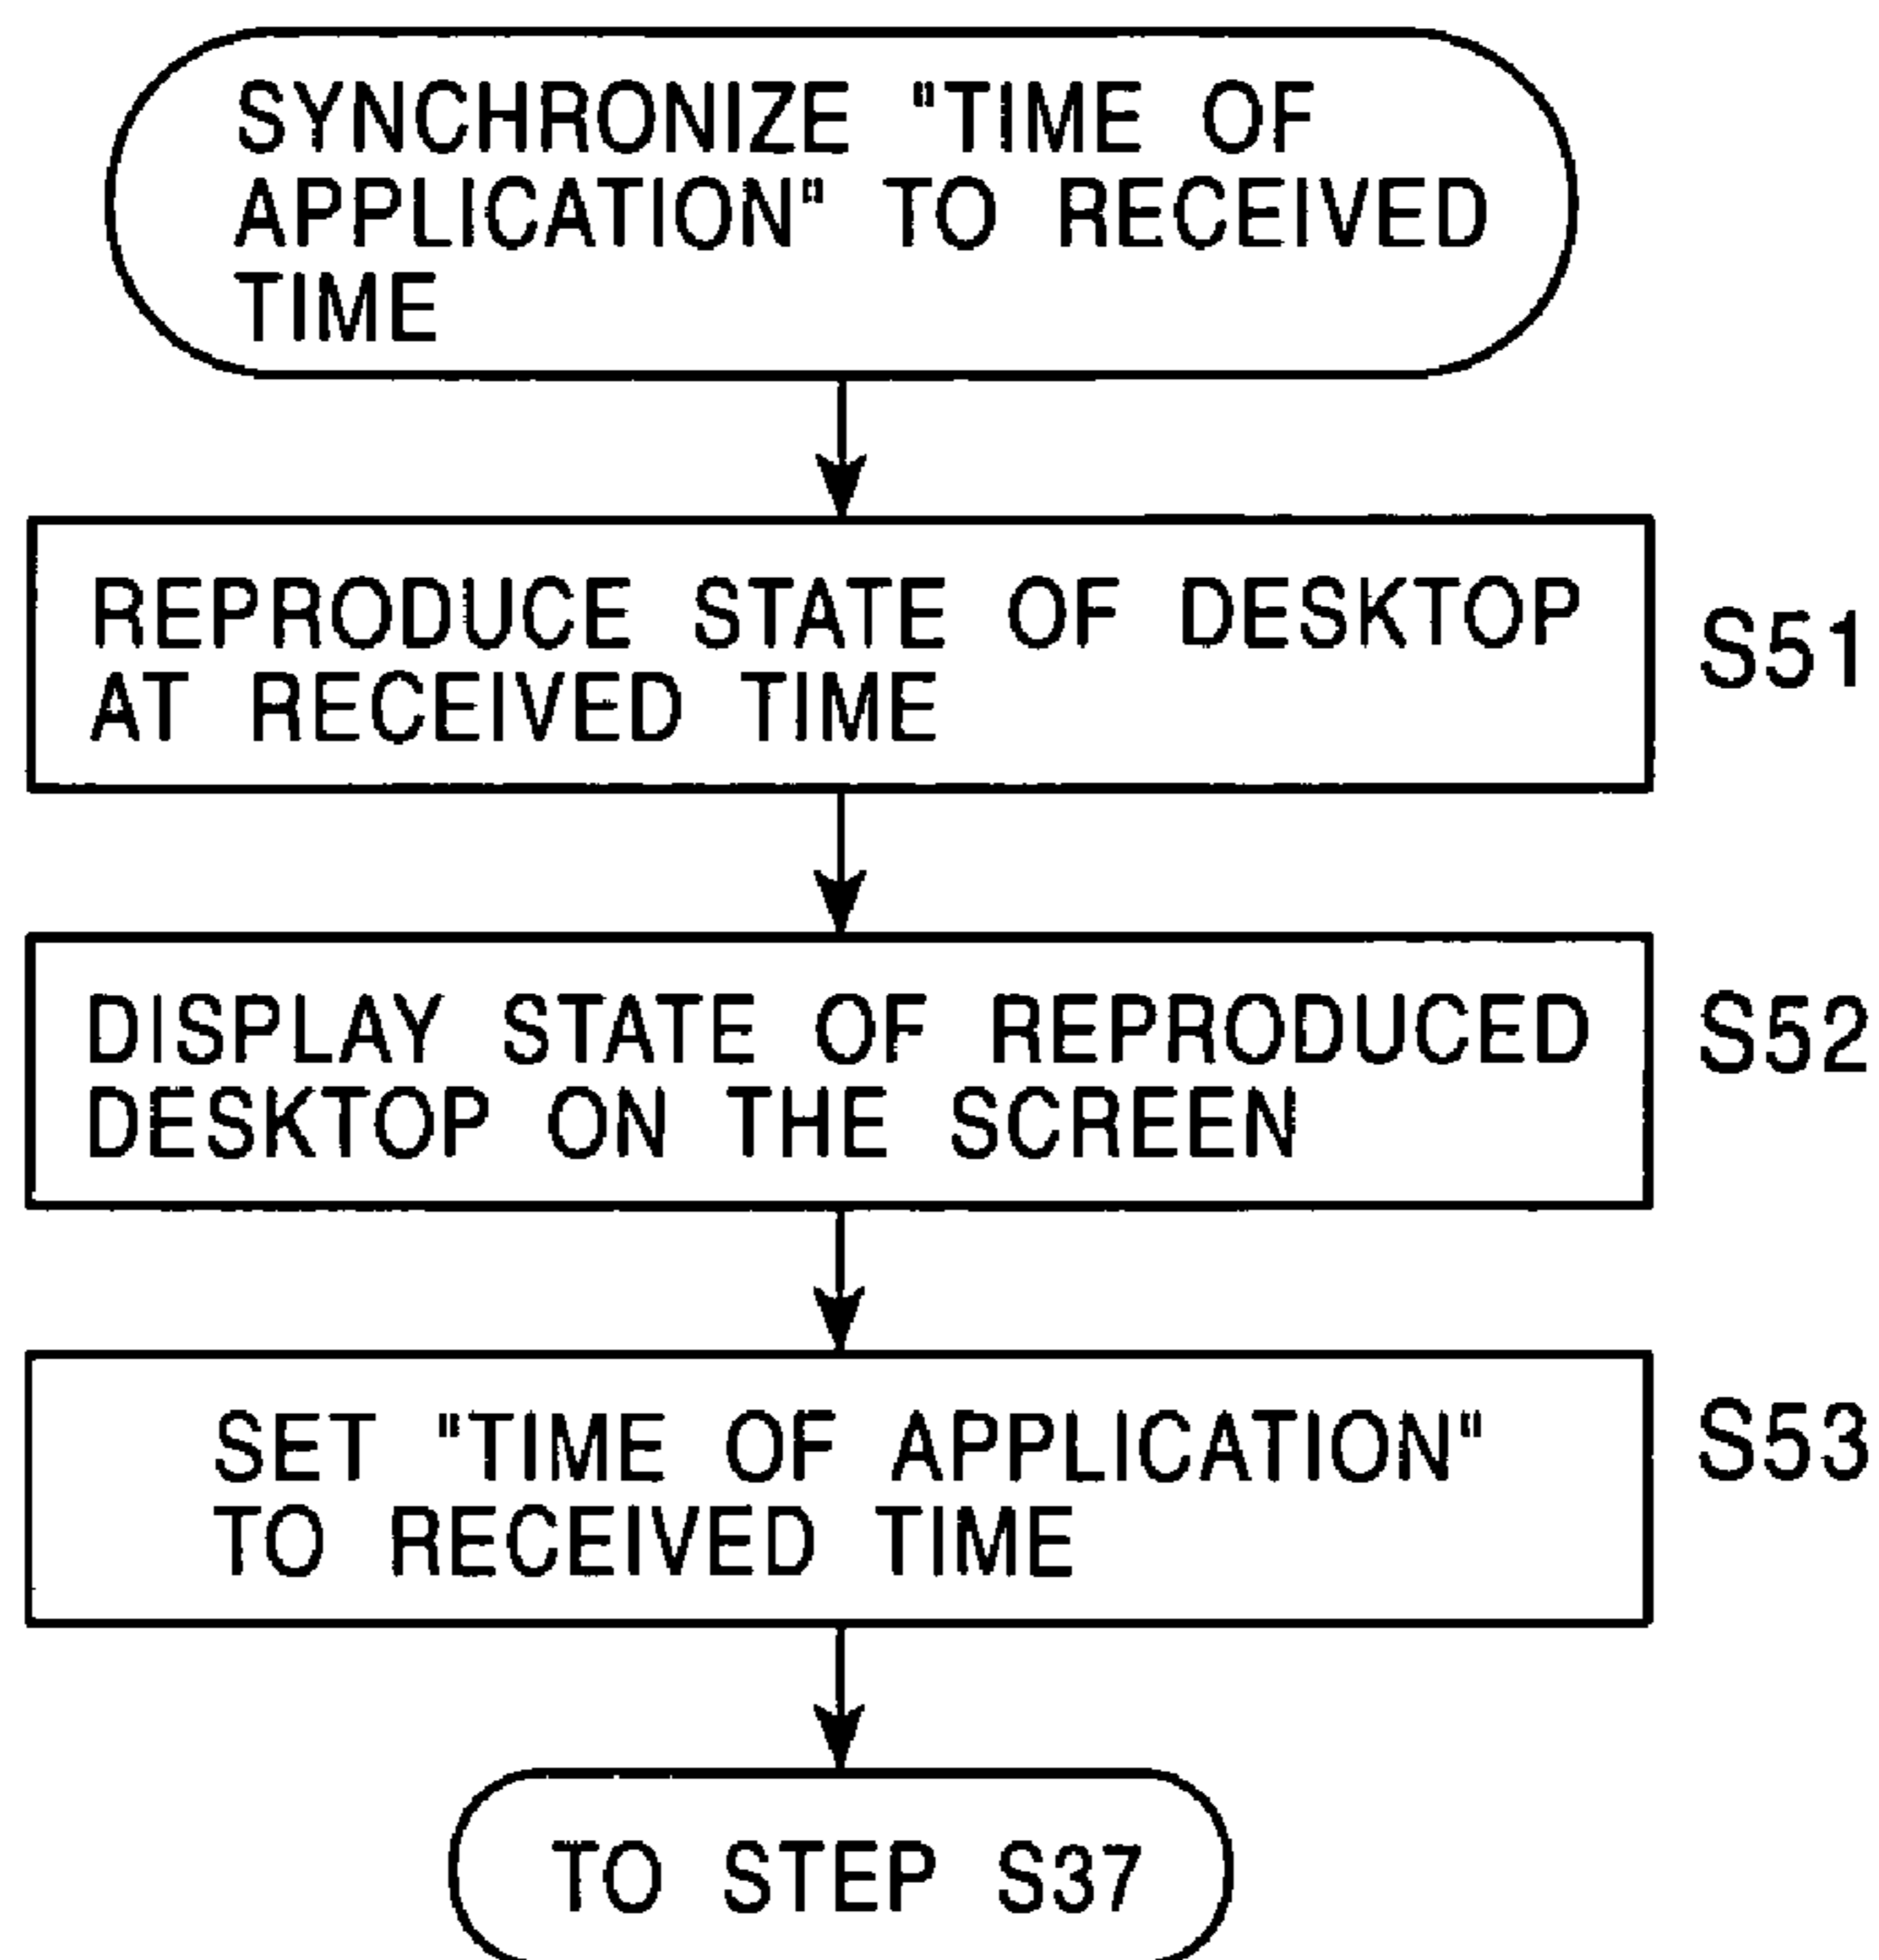 SYNCHRONIZE "TIME OF
APPLICATION" TO RECEIVED
TIME
REPRODUCE STATE OF DESKTOP
AT RECEIVED TIME
S51
DISPLAY STATE OF REPRODUCED
DESKTOP ON THE SCREEN
S52
SET "TIME OF APPLICATION"
TO RECEIVED TIME
S53
TO STEP S37